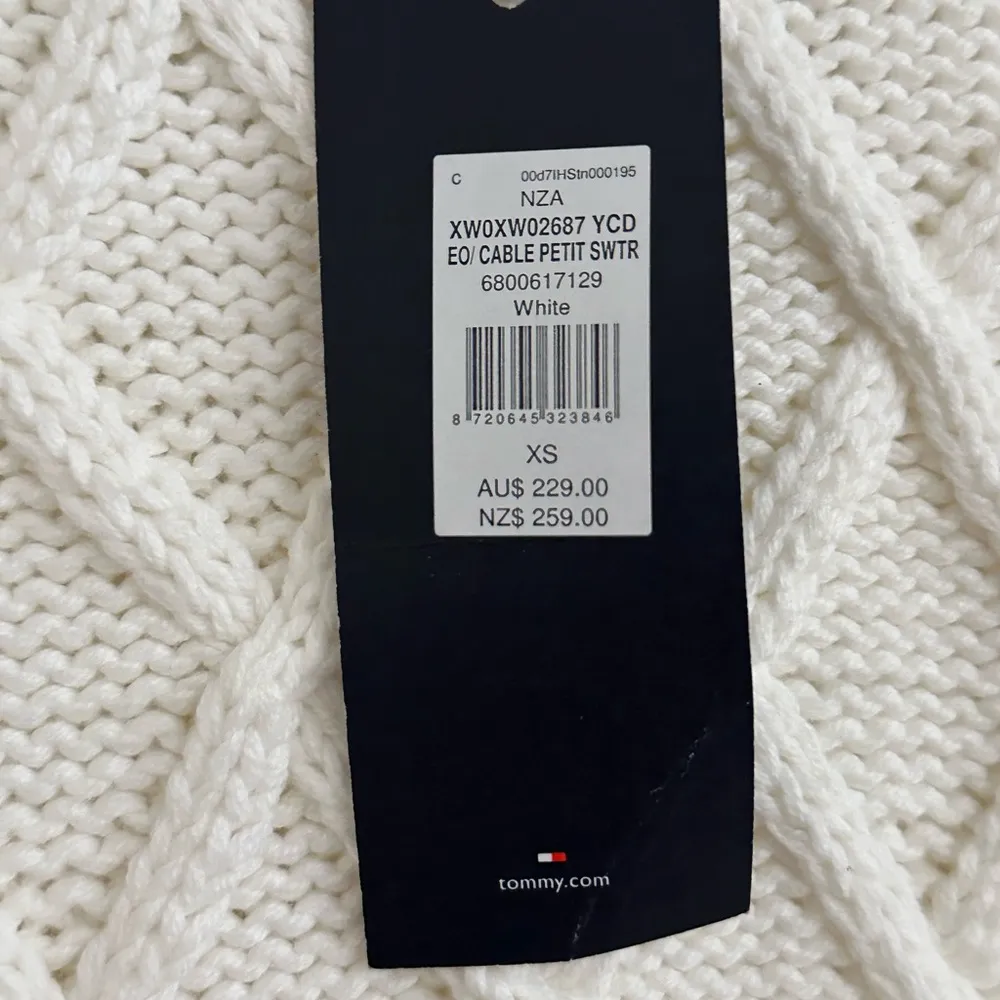 C 00d7IHStn000195
NZA
XW0XW02687 YCD
EO/ CABLE PETIT SWTR
6800617129
White
8 720645 323846
XS
AU$ 229.00
NZ$ 259.00
tommy.com